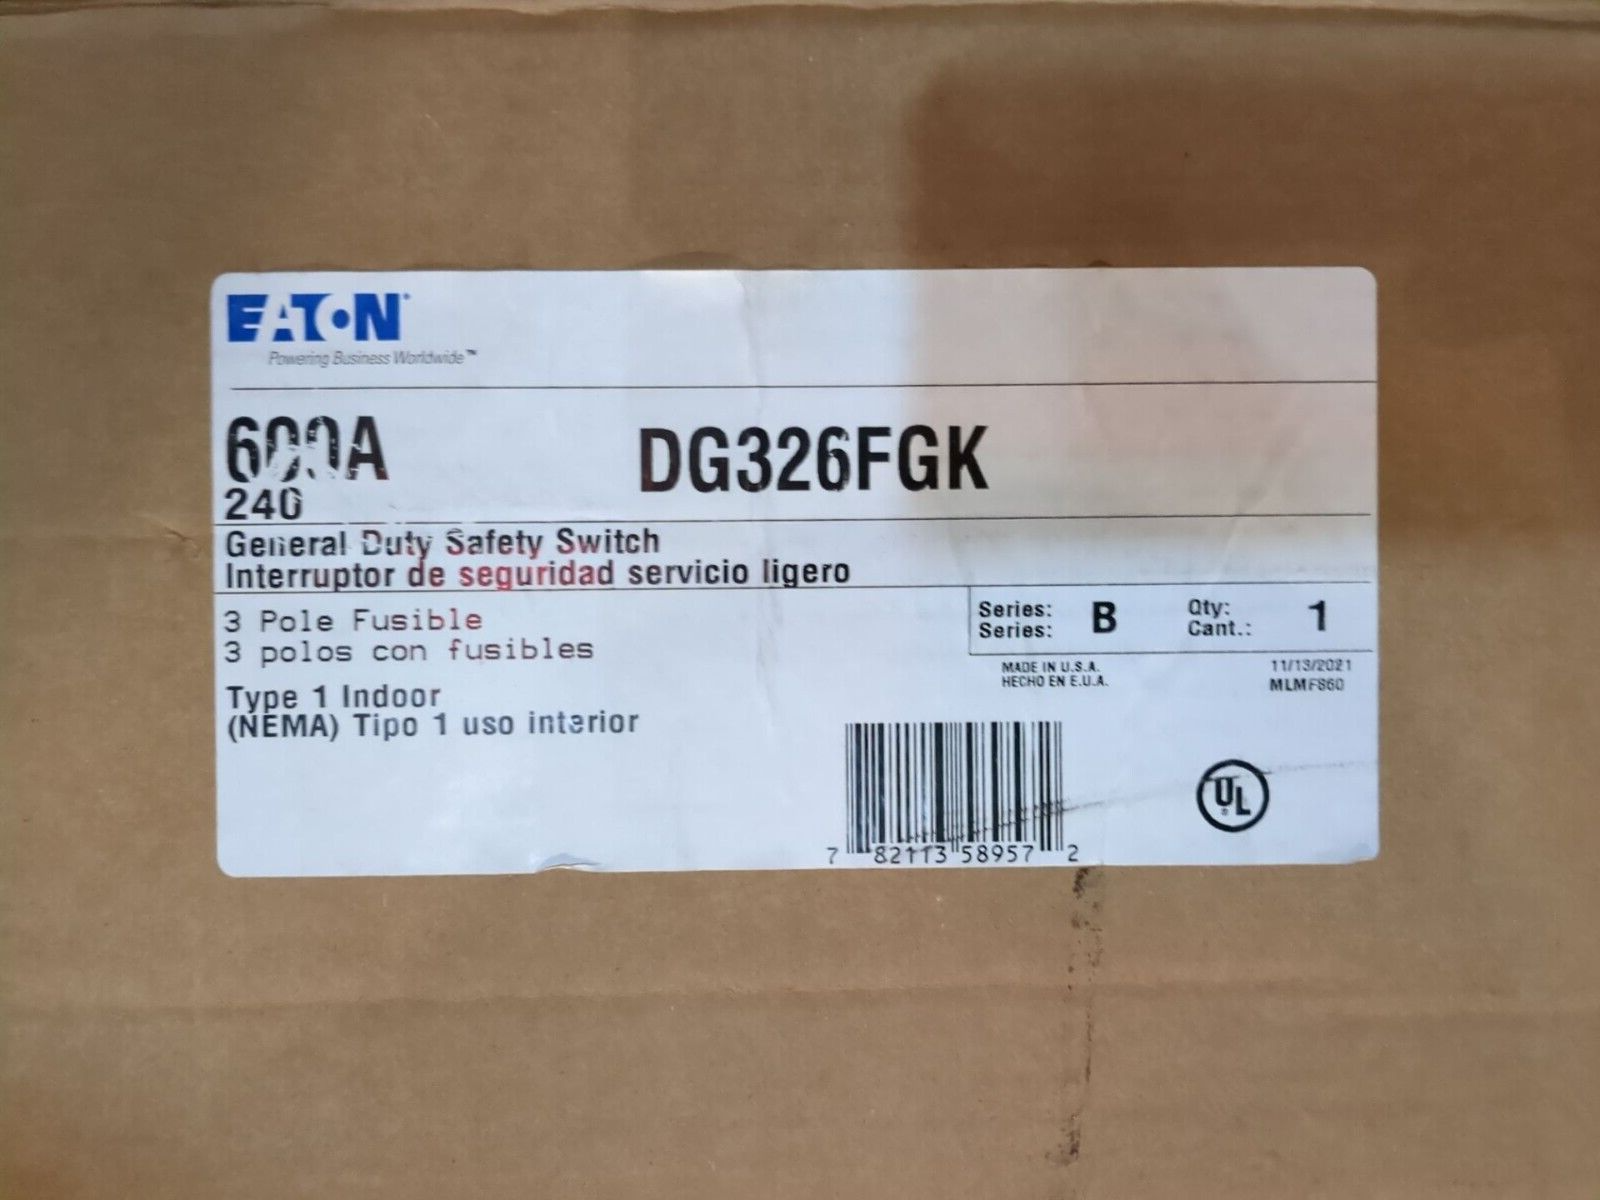 EATON
Powering Business Worldwide™
600A DG326FGK
240
General Duty Safety Switch
Interruptor de seguridad servicio ligero
3 Pole Fusible
3 polos con fusibles
Series: B Qty: 1
Series: Cant.:
MADE IN U.S.A. 11/13/2021
HECHO EN E.U.A. MLMF860
Type 1 Indoor
(NEMA) Tipo 1 uso interior
UL
7 82113 58957 2